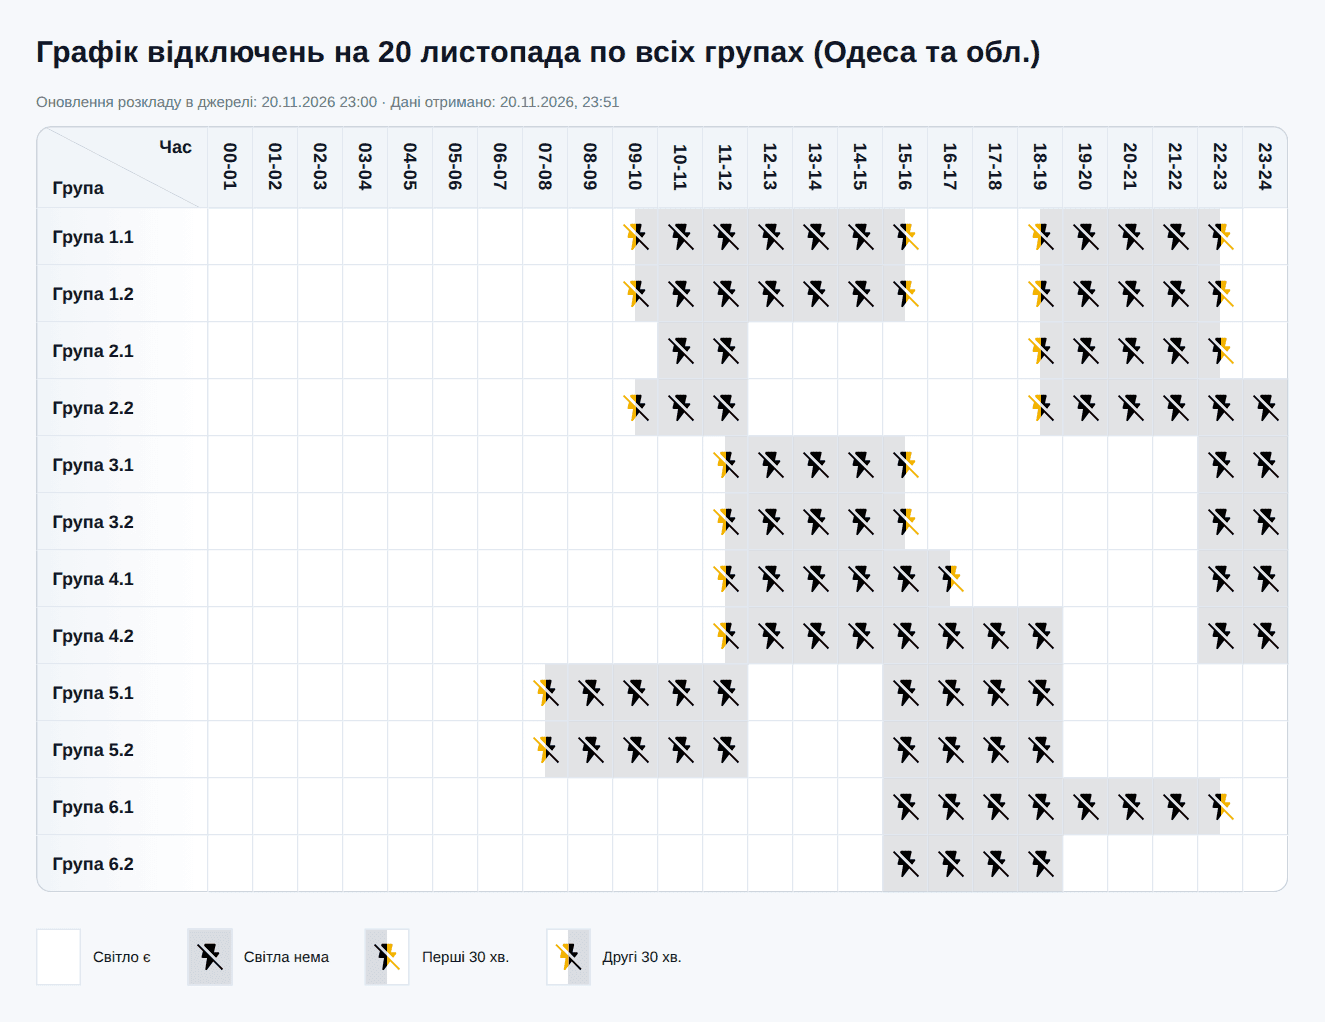 Графік відключень на 20 листопада по всіх групах (Одеса та обл.)
Оновлення розкладу в джерелі: 20.11.2026 23:00 · Дані отримано: 20.11.2026, 23:51
Час
Група
00-01
01-02
02-03
03-04
04-05
05-06
06-07
07-08
08-09
09-10
10-11
11-12
12-13
13-14
14-15
15-16
16-17
17-18
18-19
19-20
20-21
21-22
22-23
23-24
Група 1.1
Група 1.2
Група 2.1
Група 2.2
Група 3.1
Група 3.2
Група 4.1
Група 4.2
Група 5.1
Група 5.2
Група 6.1
Група 6.2
Світло є
Світла нема
Перші 30 хв.
Другі 30 хв.